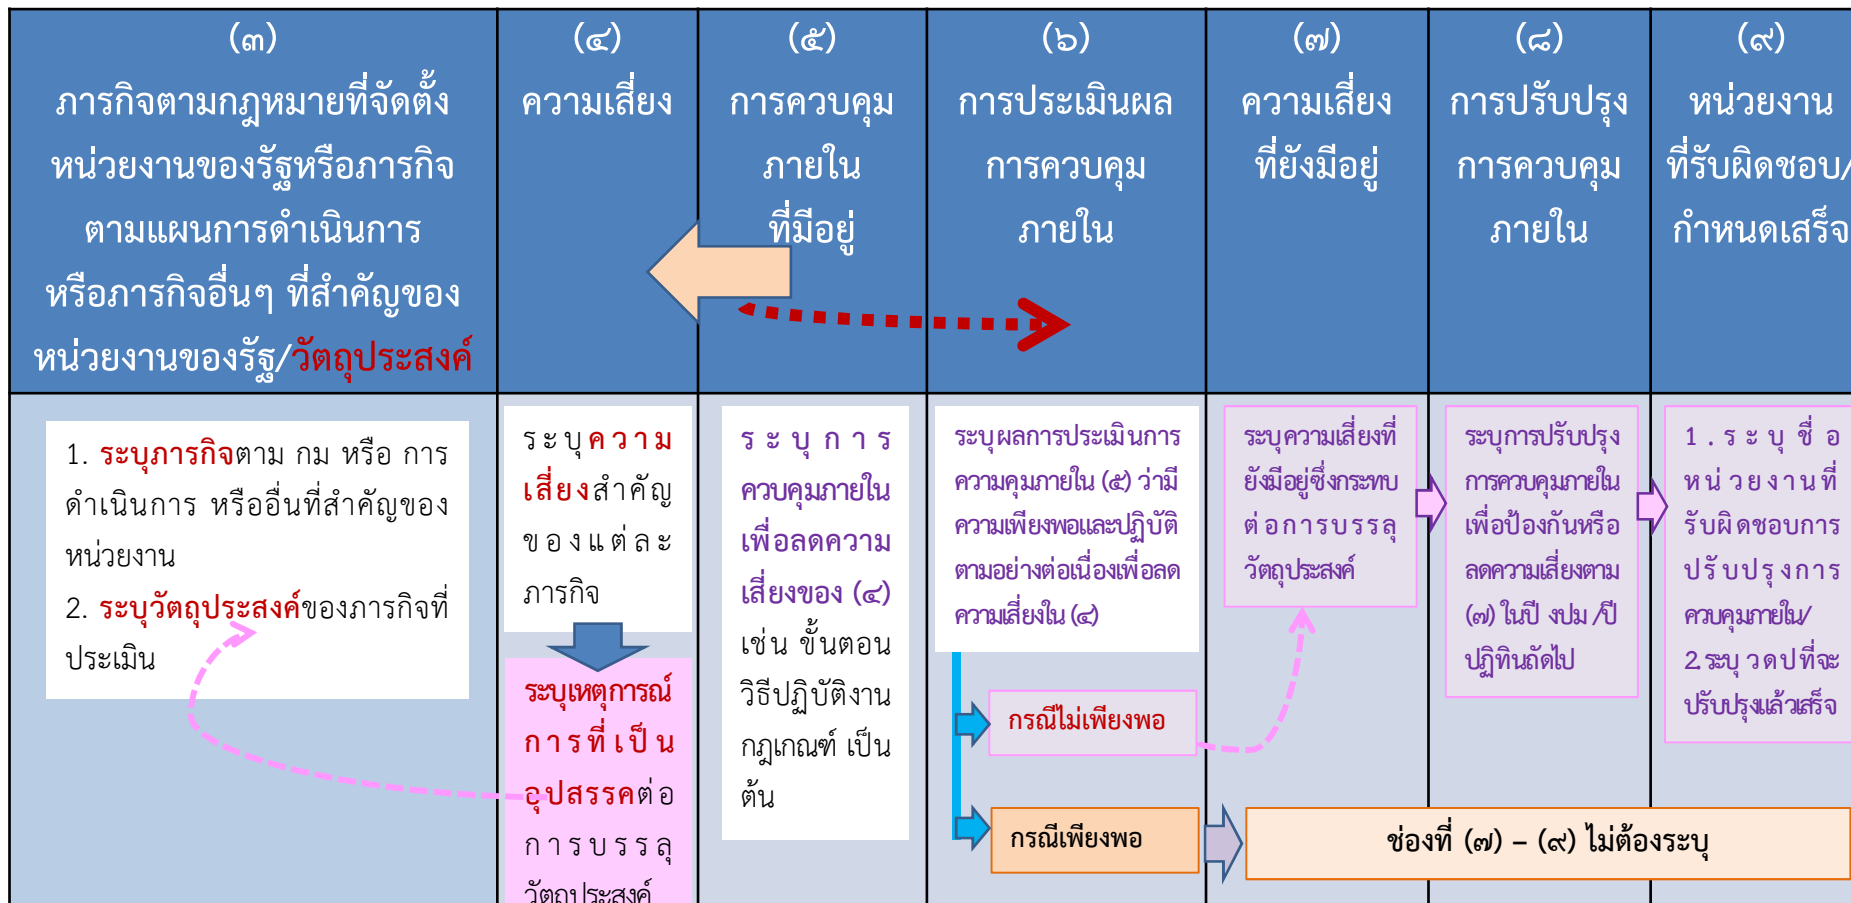 (๓)
ภารกิจตามกฎหมายที่จัดตั้ง
หน่วยงานของรัฐหรือภารกิจ
ตามแผนการดำเนินการ
หรือภารกิจอื่นๆ ที่สำคัญของ
หน่วยงานของรัฐ/วัตถุประสงค์
(๔)
ความเสี่ยง
(๕)
การควบคุม
ภายใน
ที่มีอยู่
(๖)
การประเมินผล
การควบคุม
ภายใน
(๗)
ความเสี่ยง
ที่ยังมีอยู่
(๘)
การปรับปรุง
การควบคุม
ภายใน
(๙)
หน่วยงาน
ที่รับผิดชอบ/
กำหนดเสร็จ
1. ระบุภารกิจตาม กม หรือ การ
ดำเนินการ หรืออื่นที่สำคัญของ
หน่วยงาน
2. ระบุวัตถุประสงค์ของภารกิจที่
ประเมิน
ระบุความ
เสี่ยงสำคัญ
ของแต่ละ
ภารกิจ
ระบุเหตุการณ์
การที่เป็น
อุปสรรคต่อ
การบรรลุ
วัตถุประสงค์
ระบุการ
ควบคุมภายใน
เพื่อลดความ
เสี่ยงของ (๔)
เช่น ขั้นตอน
วิธีปฏิบัติงาน
กฎเกณฑ์ เป็น
ต้น
ระบุผลการประเมินการ
ความคุมภายใน (๕) ว่ามี
ความเพียงพอและปฏิบัติ
ตามอย่างต่อเนื่องเพื่อลด
ความเสี่ยงใน (๔)
กรณีไม่เพียงพอ
กรณีเพียงพอ
ระบุความเสี่ยงที่
ยังมีอยู่ซึ่งกระทบ
ต่อการบรรลุ
วัตถุประสงค์
ระบุการปรับปรุง
การควบคุมภายใน
เพื่อป้องกันหรือ
ลดความเสี่ยงตาม
(๗) ในปี งปม /ปี
ปฏิทินถัดไป
1.ระบุชื่อ
หน่วยงานที่
รับผิดชอบการ
ปรับปรุงการ
ควบคุมภายใน/
2.ระบุ วดป ที่จะ
ปรับปรุงแล้วเสร็จ
ช่องที่ (๗) – (๙) ไม่ต้องระบุ